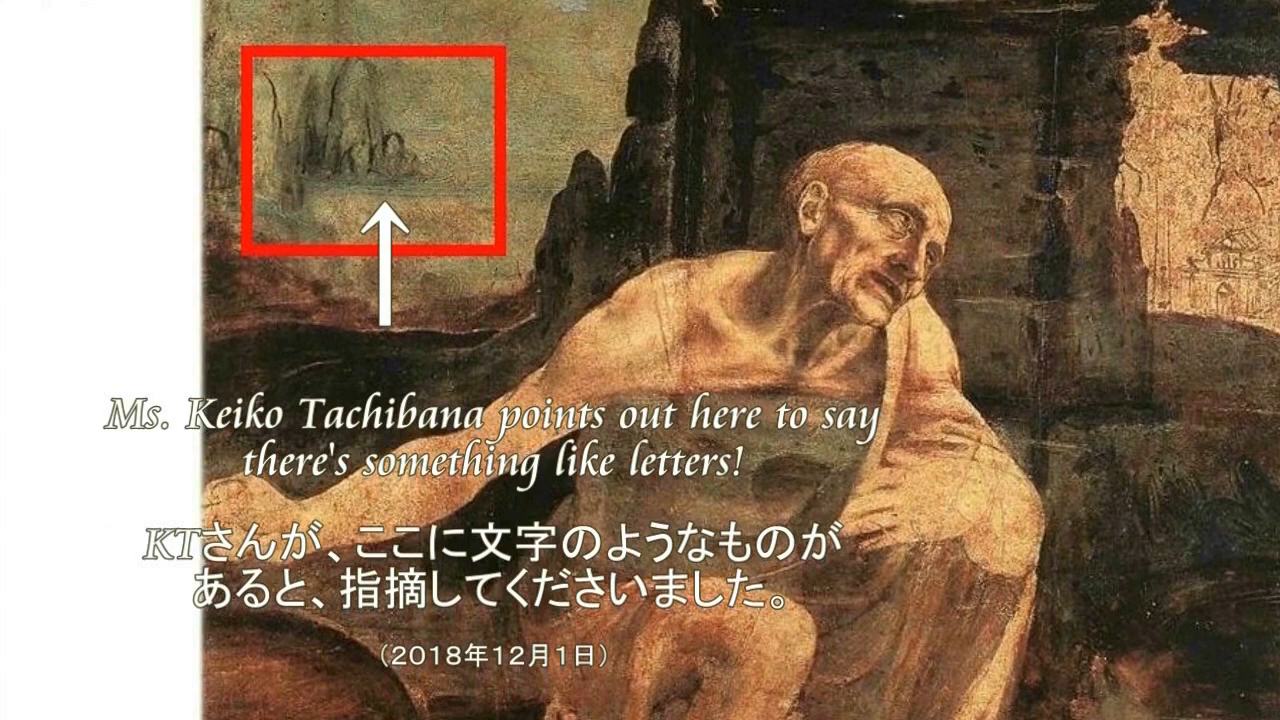 Ms. Keiko Tachibana points out here to say
there's something like letters!
KTさんが、ここに文字のようなものが
あると、指摘してくださいました。
（2018年12月1日）